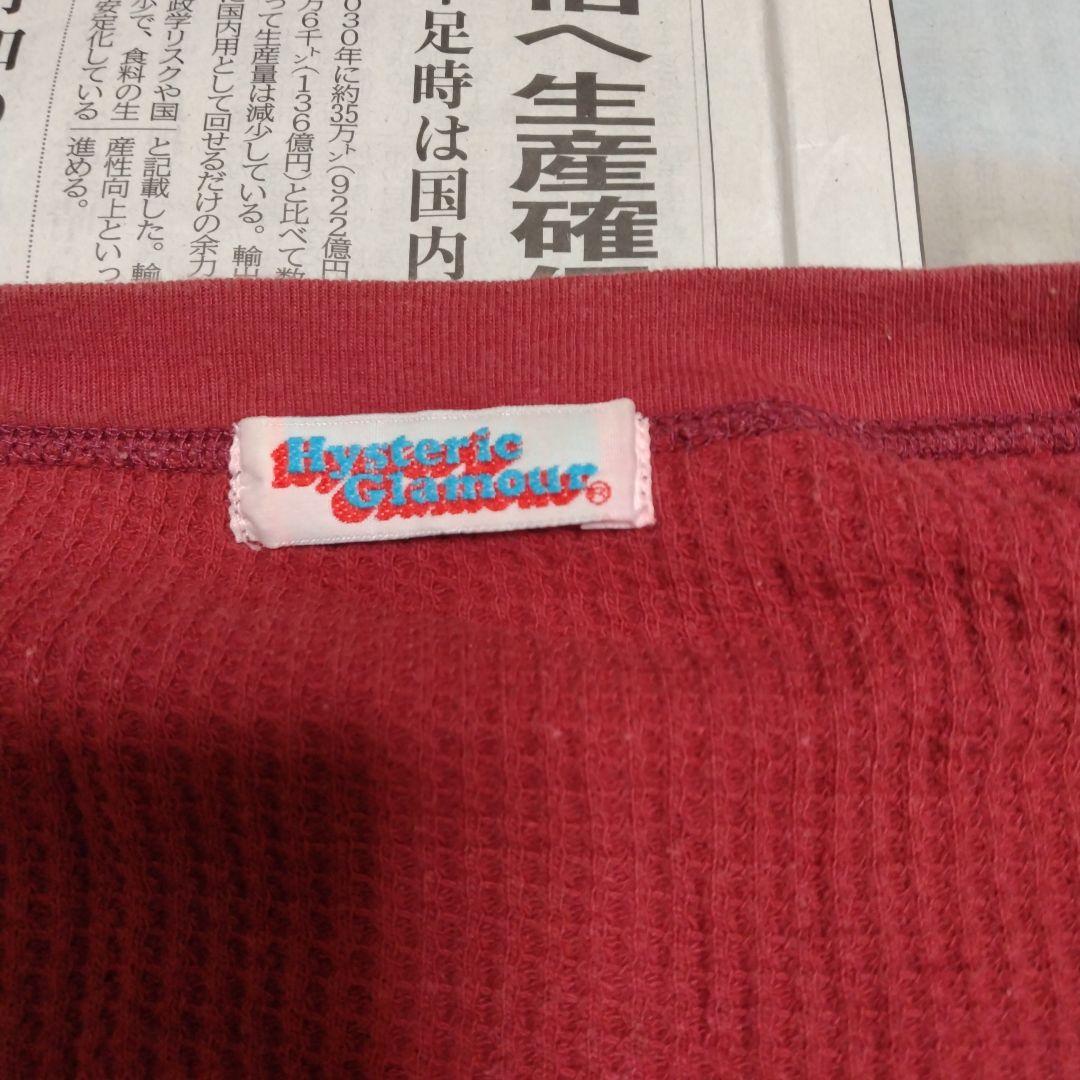 生産確
足時は国内
030年に約35万㌧(922億円
万6千㌧(136億円)と比べて数
って生産量は減少している。輸出
に国内用として回せるだけの余力
政学リスクや国
少で、食料の生
安定化している
と記載した。輸
産性向上といっ
進める。
Hysteric
Glamour®